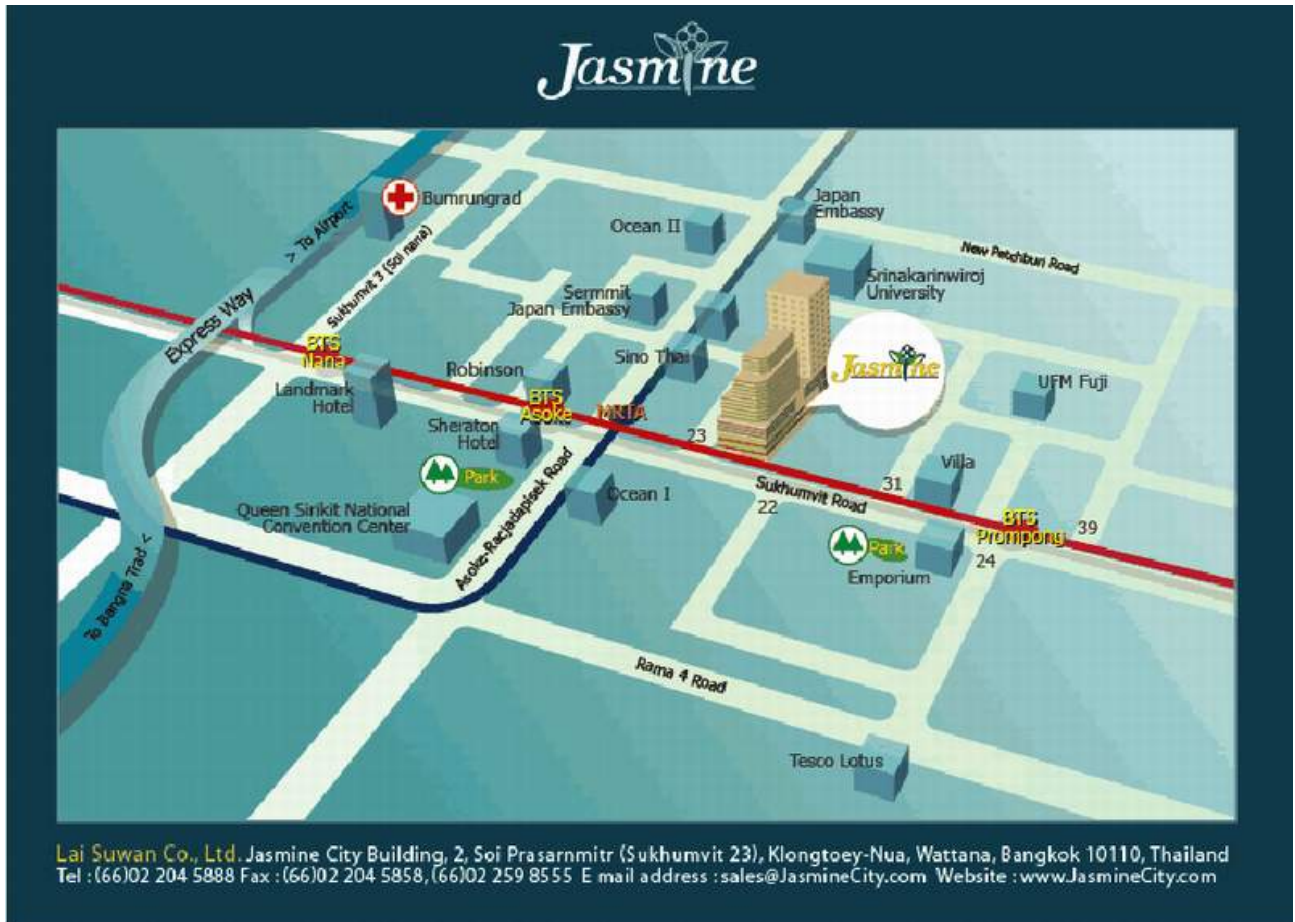 Jasmine
Bumrungrad
> To Airport
Sukhumvit 3 (Soi nana)
Express Way
Ocean II
Japan
Embassy
New Petchburi Road
Srinakarinwiroj
University
Sermmit
Japan Embassy
Sino Thai
Jasmine
UFM Fuji
BTS
Nana
Landmark
Hotel
Robinson
BTS
Asoke
MRTA
Sheraton
Hotel
23
Park
Queen Sirikit National
Convention Center
Asoke-Racjadapisek Road
Ocean I
Sukhumvit Road
22
31
Villa
BTS
Prompong
39
Park
Emporium
24
To Bangna Trad <
Rama 4 Road
Tesco Lotus
Lai Suwan Co., Ltd. Jasmine City Building, 2, Soi Prasarnmitr (Sukhumvit 23), Klongtoey-Nua, Wattana, Bangkok 10110, Thailand
Tel :(66)02 204 5888 Fax :(66)02 204 5858, (66)02 259 8555 E mail address :sales@JasmineCity.com Website :www.JasmineCity.com